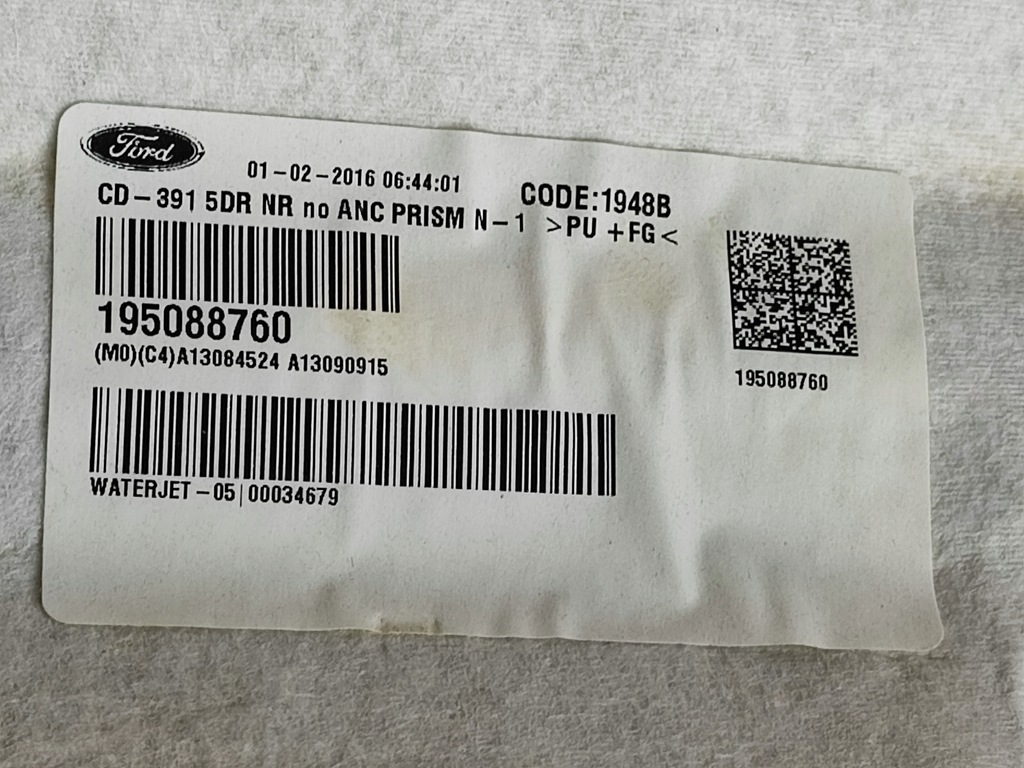 Ford
01-02-2016 06:44:01
CODE:1948B
CD-391 5DR NR no ANC PRISM N-1 >PU +FG<
195088760
(M0)(C4)A13084524 A13090915
195088760
WATERJET-05|00034679